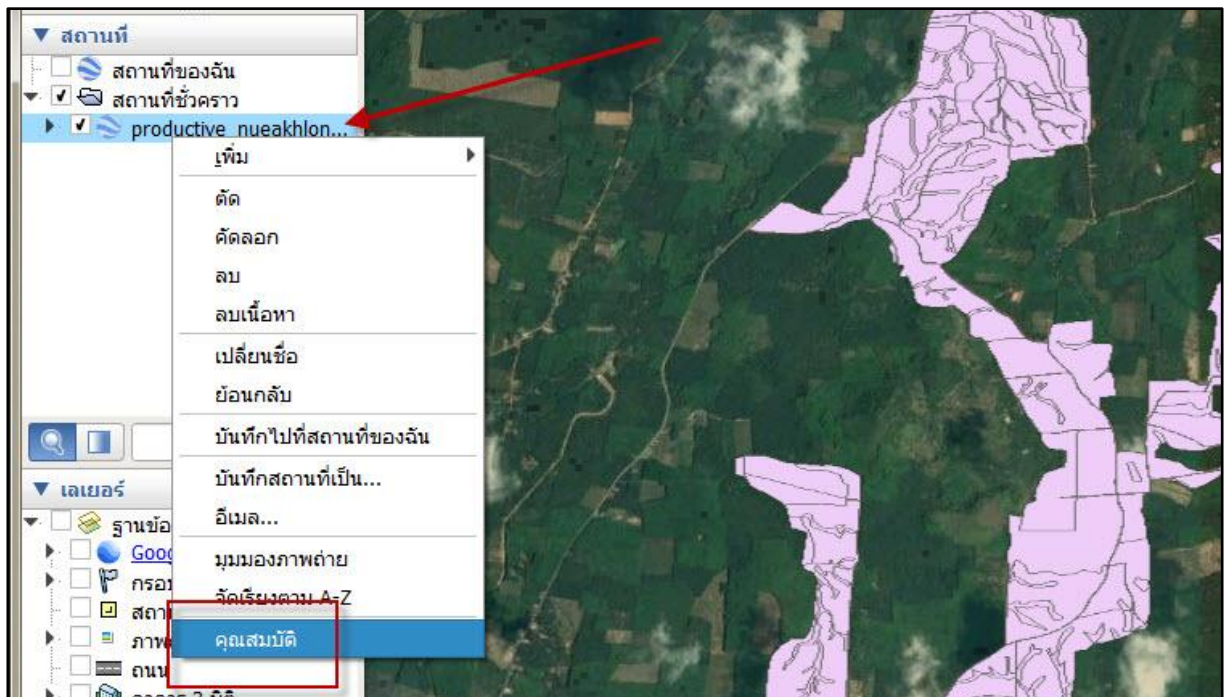 สถานที่
สถานที่ของฉัน
สถานที่ชั่วคราว
productive_nueakhlon...
เพิ่ม
ตัด
คัดลอก
ลบ
ลบเนื้อหา
เปลี่ยนชื่อ
ย้อนกลับ
บันทึกไปที่สถานที่ของฉัน
บันทึกสถานที่เป็น...
อีเมล...
มุมมองภาพถ่าย
จัดเรียงตาม A-Z
คุณสมบัติ
เลเยอร์
ฐานข้อ
Goog
กรอบ
สถา
ภาพ
ถนน